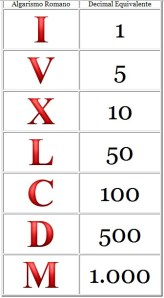 Algarismo Romano Decimal Equivalente
I 1
V 5
X 10
L 50
C 100
D 500
M 1.000